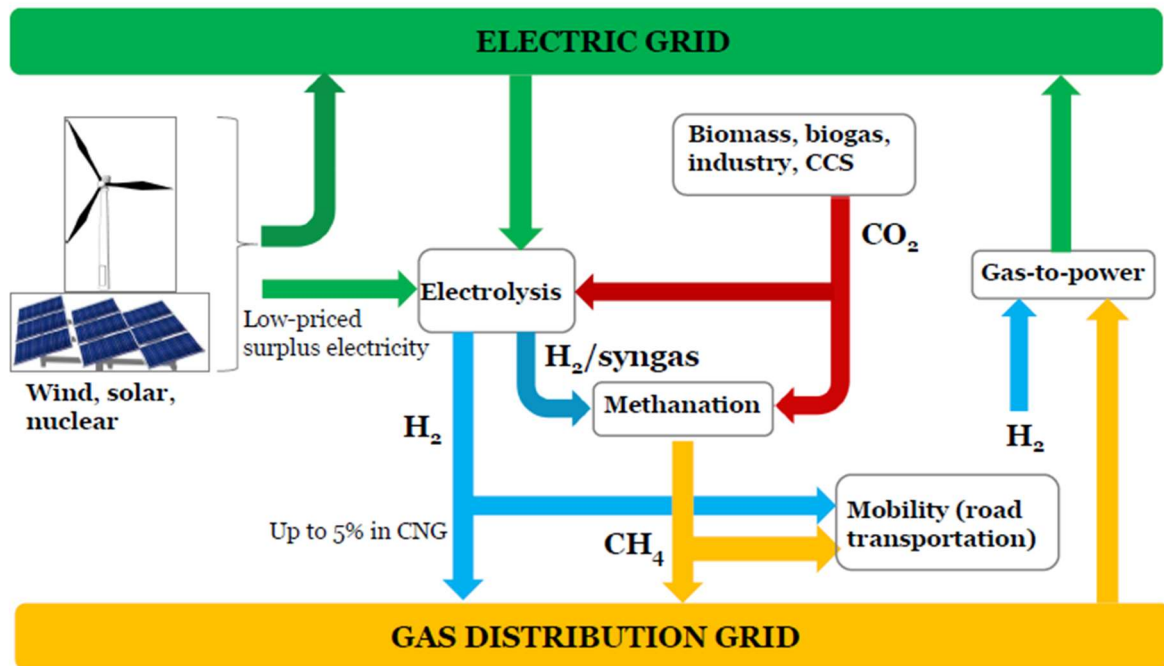 ELECTRIC GRID
Biomass, biogas,
industry, CCS
CO₂
Gas-to-power
Electrolysis
Low-priced
surplus electricity
H₂/syngas
Wind, solar,
nuclear
Methanation
H₂
H₂
Mobility (road
transportation)
Up to 5% in CNG
CH₄
GAS DISTRIBUTION GRID